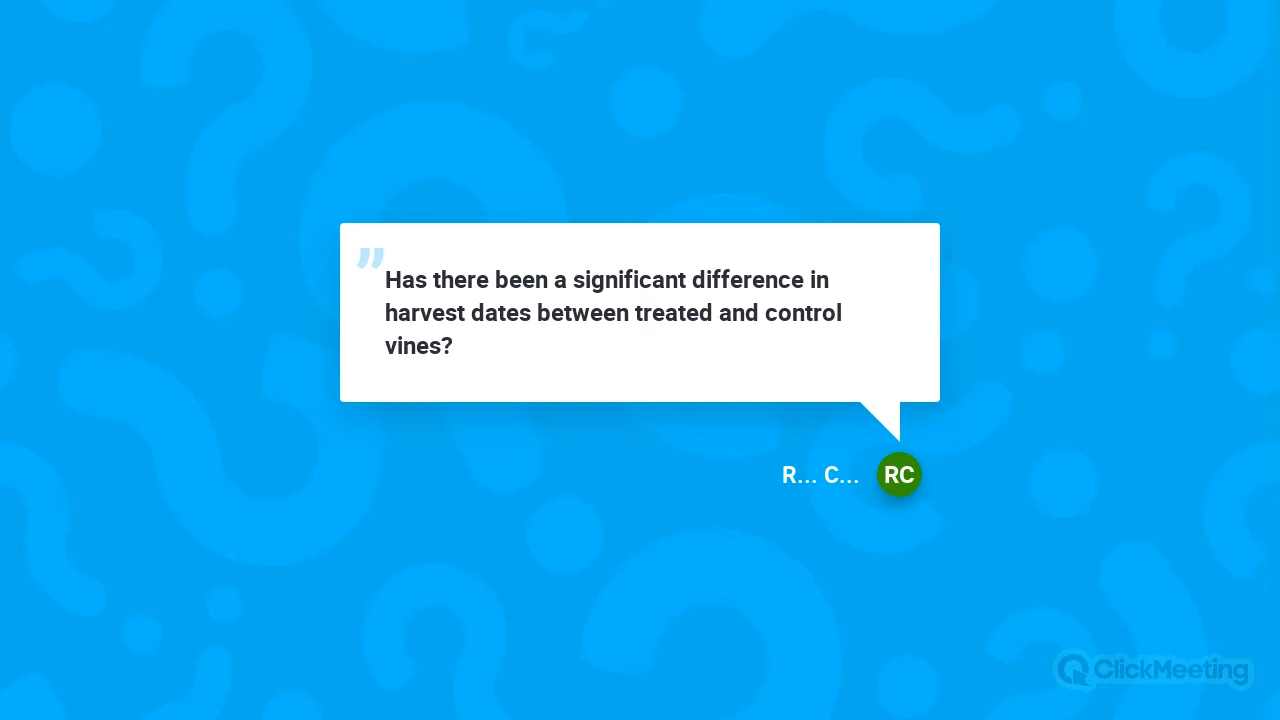 Has there been a significant difference in
harvest dates between treated and control
vines?
R... C...
RC
ClickMeeting